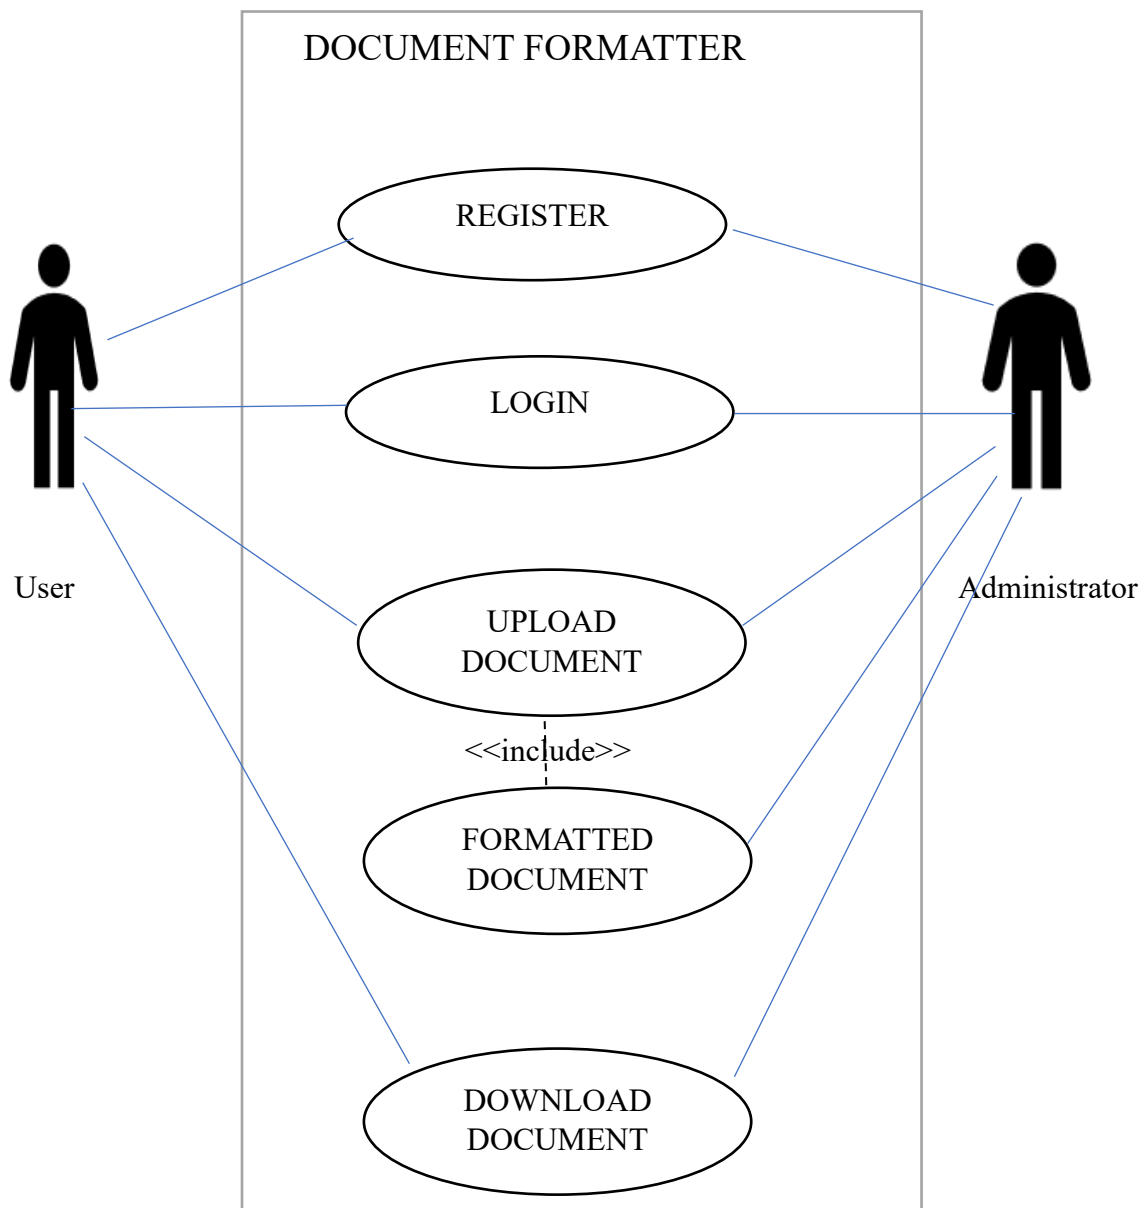 DOCUMENT FORMATTER
REGISTER
LOGIN
User
Administrator
UPLOAD
DOCUMENT
<<include>>
FORMATTED
DOCUMENT
DOWNLOAD
DOCUMENT